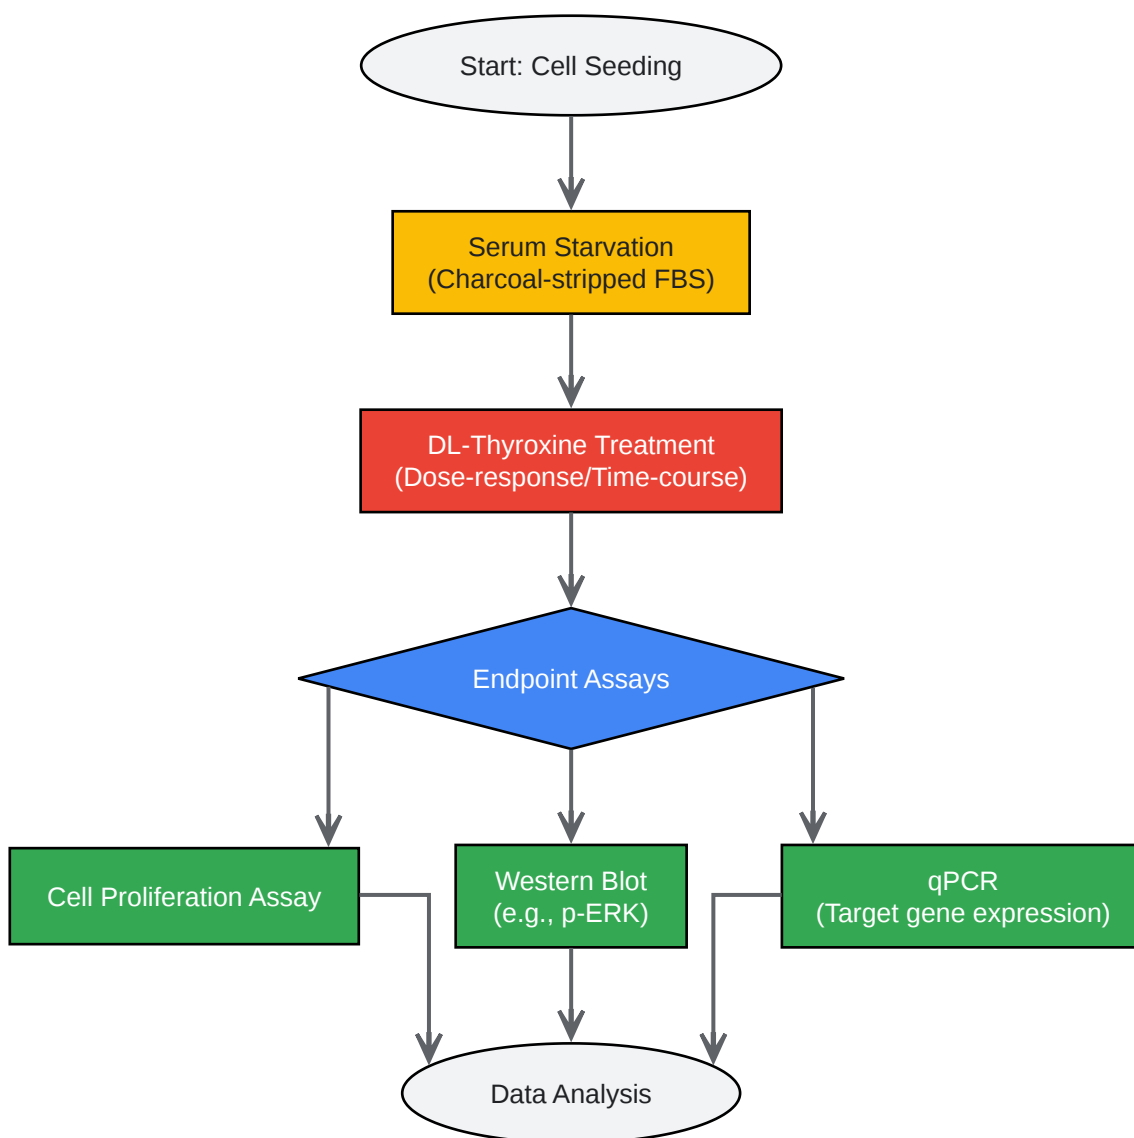 Start: Cell Seeding
Serum Starvation
(Charcoal-stripped FBS)
DL-Thyroxine Treatment
(Dose-response/Time-course)
Endpoint Assays
Cell Proliferation Assay
Western Blot
(e.g., p-ERK)
qPCR
(Target gene expression)
Data Analysis